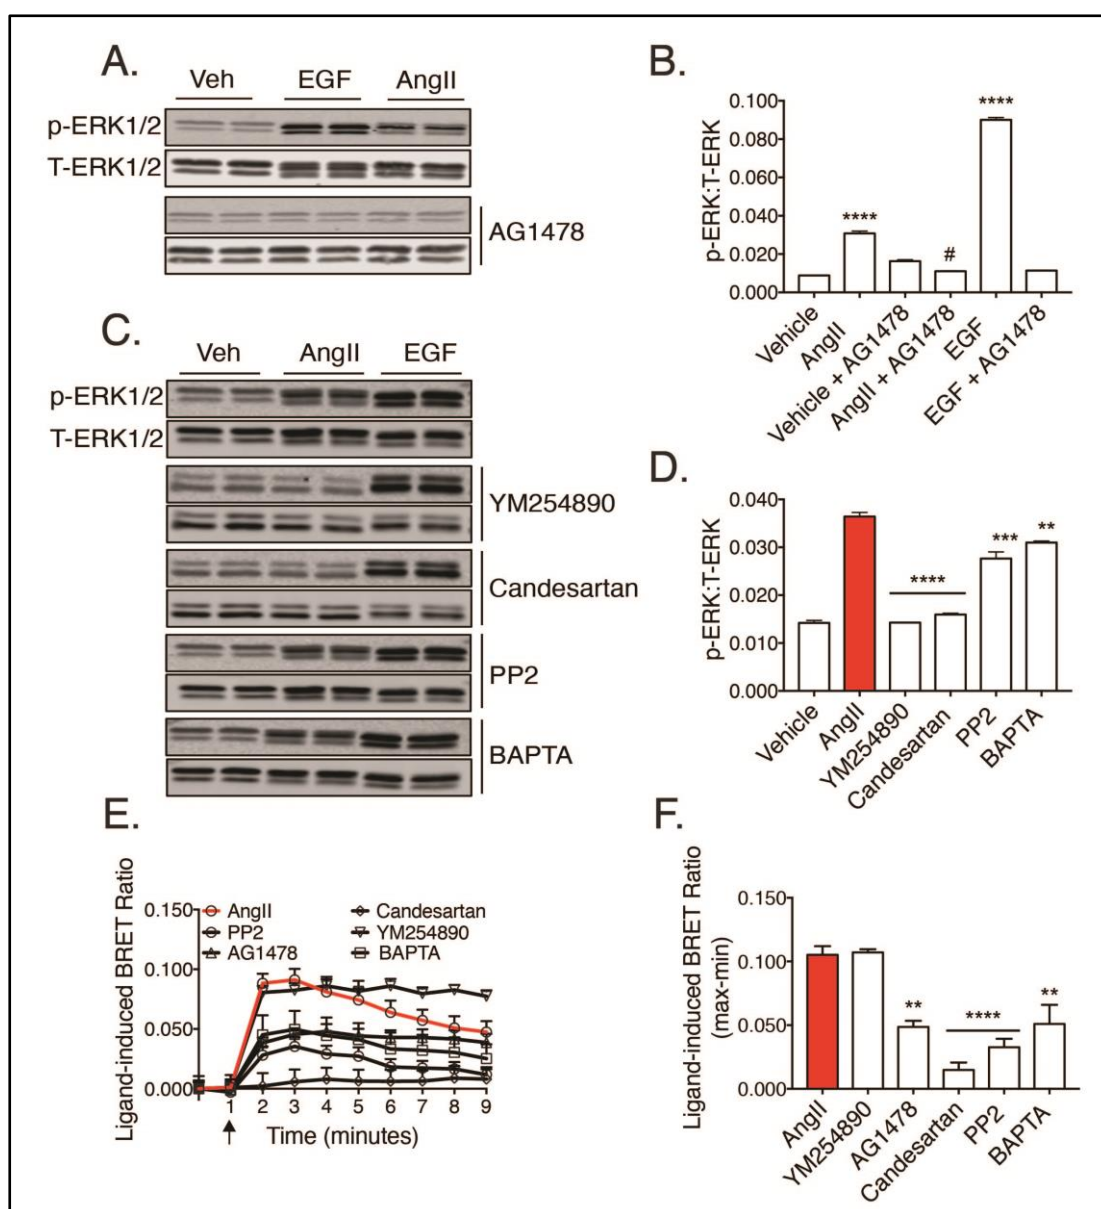 A.
Veh EGF AngII
p-ERK1/2
T-ERK1/2
AG1478
B.
p-ERK:T-ERK
0.100
0.080
0.060
0.040
0.020
0.000
****
****
#
Vehicle
AngII
Vehicle + AG1478
AngII + AG1478
EGF
EGF + AG1478
C.
Veh AngII EGF
p-ERK1/2
T-ERK1/2
YM254890
Candesartan
PP2
BAPTA
D.
p-ERK:T-ERK
0.040
0.030
0.020
0.010
0.000
****
***
**
Vehicle
AngII
YM254890
Candesartan
PP2
BAPTA
E.
Ligand-induced BRET Ratio
0.150
0.100
0.050
0.000
AngII
PP2
AG1478
Candesartan
YM254890
BAPTA
1 2 3 4 5 6 7 8 9
Time (minutes)
F.
Ligand-induced BRET Ratio
(max-min)
0.150
0.100
0.050
0.000
**
****
**
AngII
YM254890
AG1478
Candesartan
PP2
BAPTA